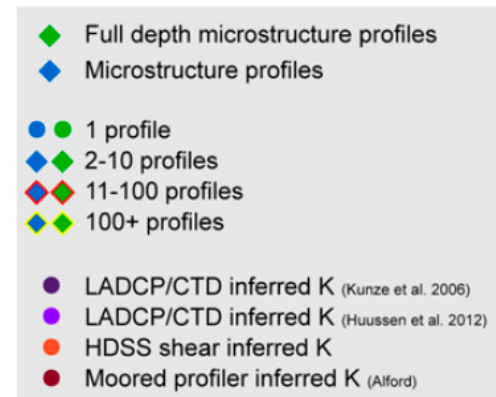 Full depth microstructure profiles
Microstructure profiles
1 profile
2-10 profiles
11-100 profiles
100+ profiles
LADCP/CTD inferred K (Kunze et al. 2006)
LADCP/CTD inferred K (Huussen et al. 2012)
HDSS shear inferred K
Moored profiler inferred K (Alford)